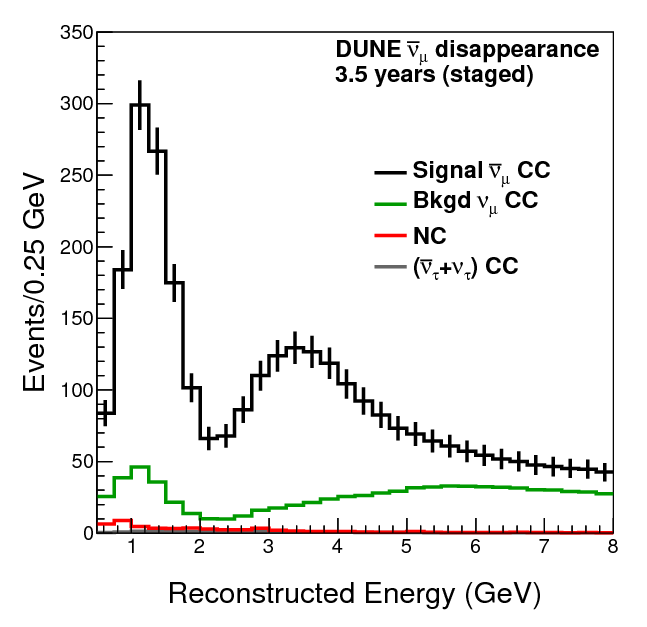 DUNE ν̅μ disappearance
3.5 years (staged)
Signal ν̅μ CC
Bkgd νμ CC
NC
(ν̅τ+ντ) CC
Events/0.25 GeV
350
300
250
200
150
100
50
0
1 2 3 4 5 6 7 8
Reconstructed Energy (GeV)